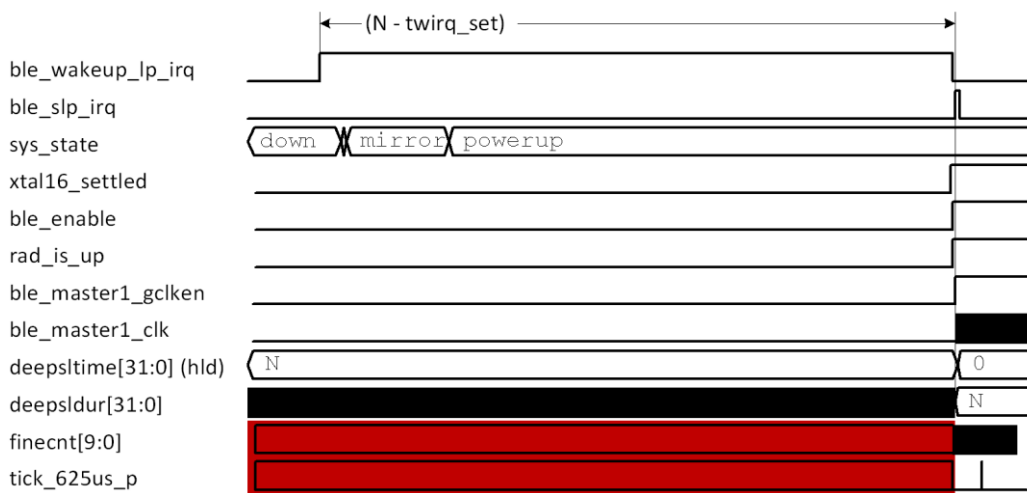 (N - twirq_set)
ble_wakeup_lp_irq
ble_slp_irq
sys_state down mirror powerup
xtal16_settled
ble_enable
rad_is_up
ble_master1_gclken
ble_master1_clk
deepsltime[31:0] (hld) N 0
deepsldur[31:0] N
finecnt[9:0]
tick_625us_p